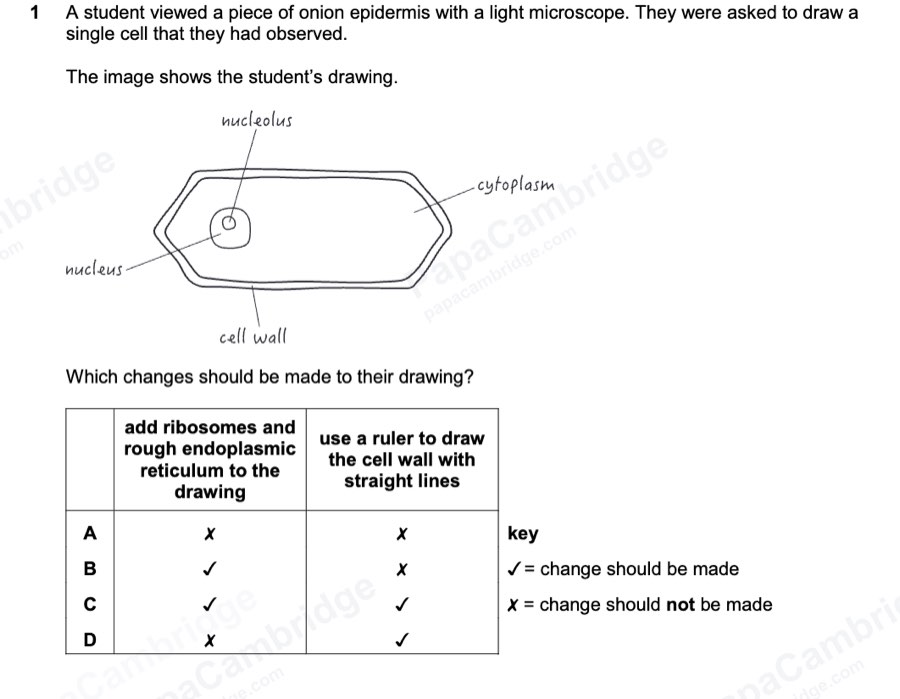 1 A student viewed a piece of onion epidermis with a light microscope. They were asked to draw a
single cell that they had observed.
The image shows the student’s drawing.
nucleolus
cytoplasm
nucleus
cell wall
Which changes should be made to their drawing?
add ribosomes and
rough endoplasmic
reticulum to the
drawing
use a ruler to draw
the cell wall with
straight lines
A ✗ ✗
B ✓ ✗
C ✓ ✓
D ✗ ✓
key
✓ = change should be made
✗ = change should not be made
PapaCambridge
papacambridge.com